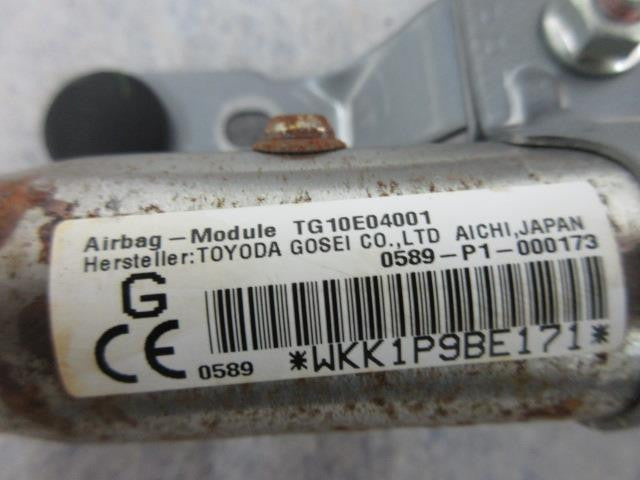 Airbag-Module TG10E04001
Hersteller:TOYODA GOSEI CO.,LTD AICHI,JAPAN
0589-P1-000173
G
CE 0589
*WKK1P9BE171*